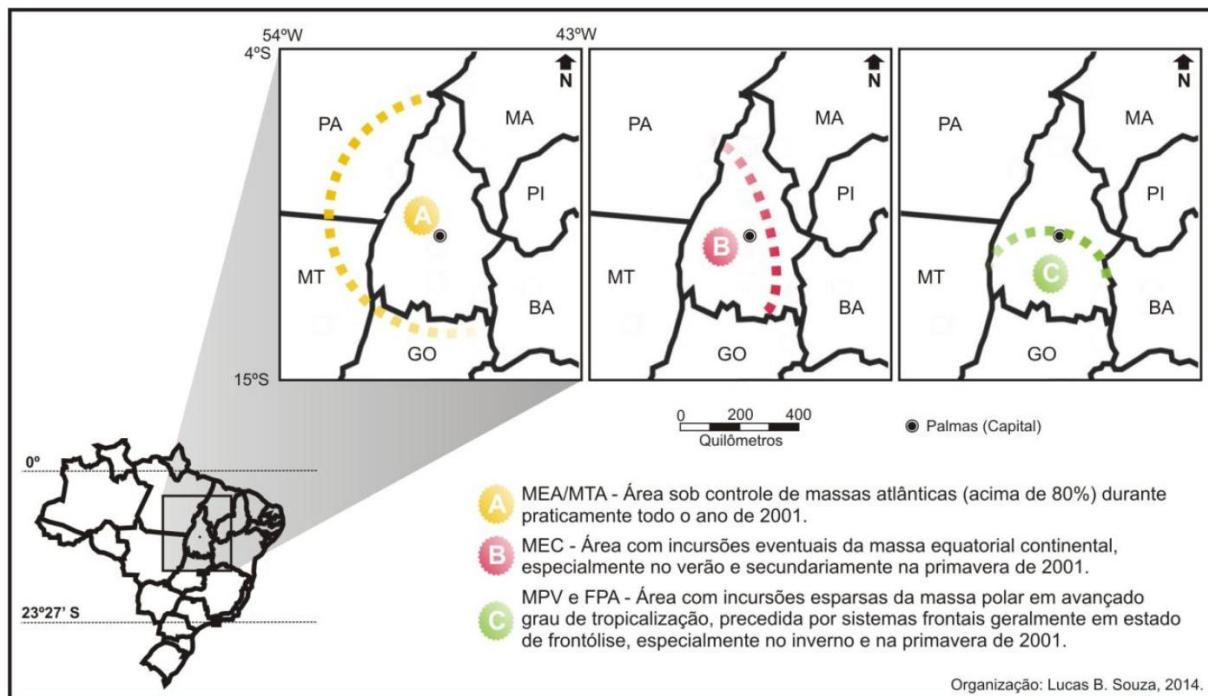 54ºW
43ºW
4ºS
N
PA
MA
PI
A
MT
BA
GO
15ºS
N
PA
MA
PI
B
MT
BA
GO
N
PA
MA
PI
C
MT
BA
GO
0 200 400
Quilômetros
Palmas (Capital)
0º
23º27' S
A MEA/MTA - Área sob controle de massas atlânticas (acima de 80%) durante
praticamente todo o ano de 2001.
B MEC - Área com incursões eventuais da massa equatorial continental,
especialmente no verão e secundariamente na primavera de 2001.
C MPV e FPA - Área com incursões esparsas da massa polar em avançado
grau de tropicalização, precedida por sistemas frontais geralmente em estado
de frontólise, especialmente no inverno e na primavera de 2001.
Organização: Lucas B. Souza, 2014.